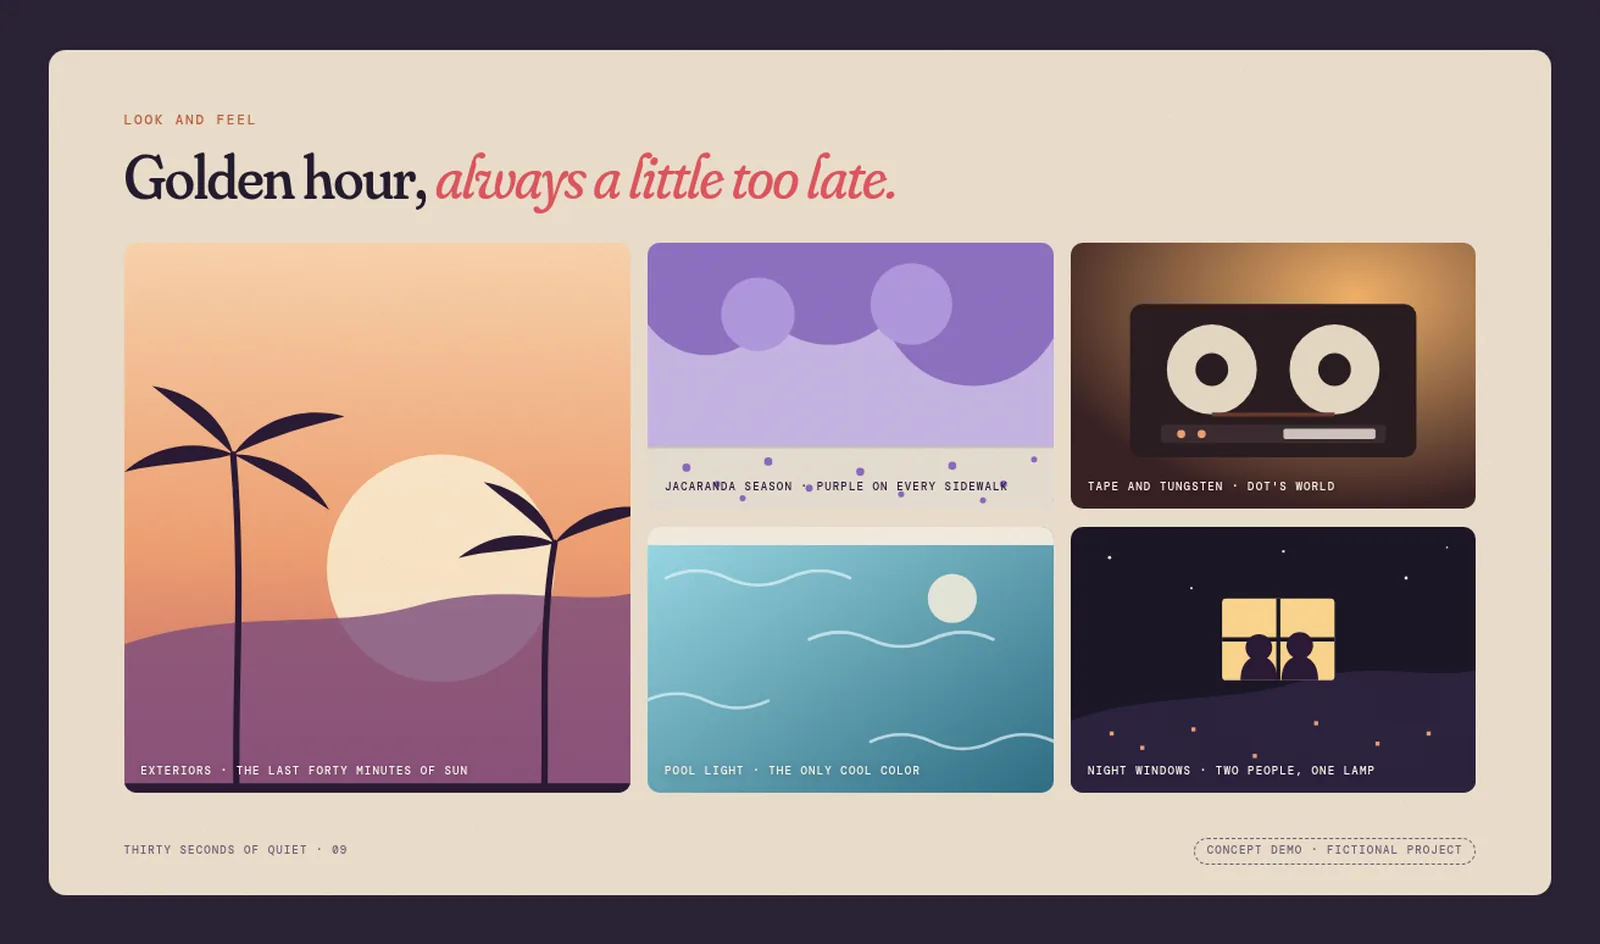 LOOK AND FEEL
Golden hour, always a little too late.
EXTERIORS · THE LAST FORTY MINUTES OF SUN
JACARANDA SEASON · PURPLE ON EVERY SIDEWALK
TAPE AND TUNGSTEN · DOT'S WORLD
POOL LIGHT · THE ONLY COOL COLOR
NIGHT WINDOWS · TWO PEOPLE, ONE LAMP
THIRTY SECONDS OF QUIET · 09
CONCEPT DEMO · FICTIONAL PROJECT